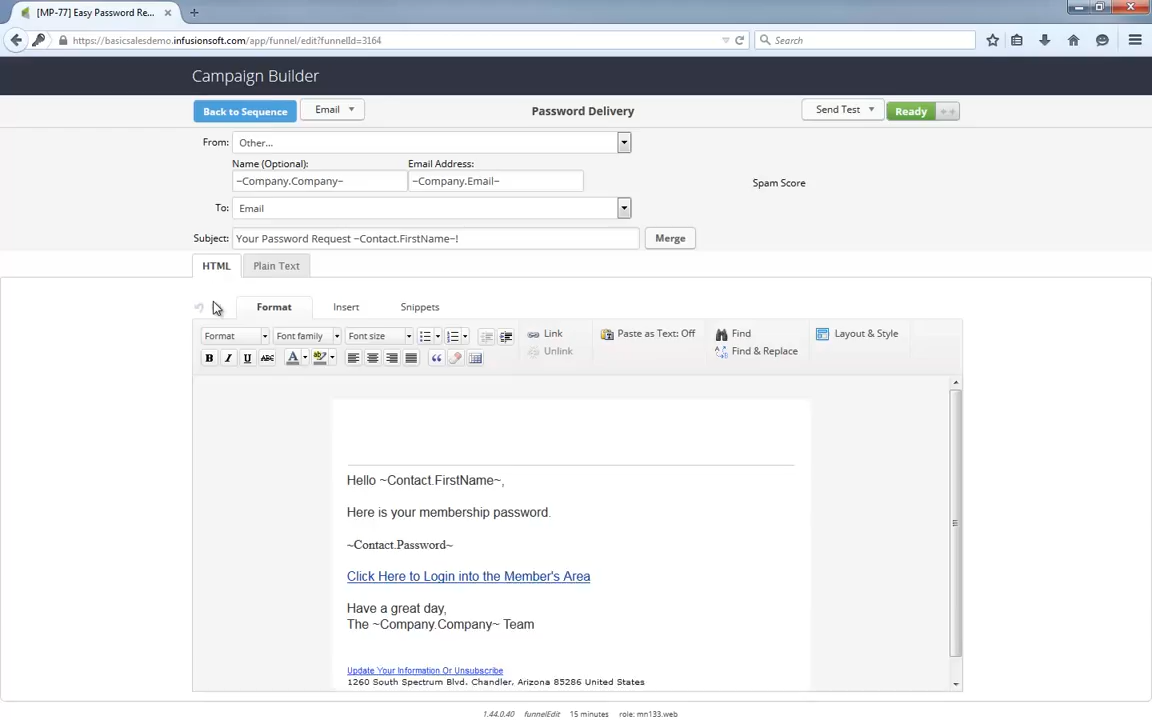 [MP-77] Easy Password Re...
https://basicsalesdemo.infusionsoft.com/app/funnel/edit?funnelId=3164
Search
Campaign Builder
Back to Sequence
Email
Password Delivery
Send Test
Ready
From:
Other...
Name (Optional):
Email Address:
~Company.Company~
~Company.Email~
Spam Score
To:
Email
Subject:
Your Password Request ~Contact.FirstName~!
Merge
HTML
Plain Text
Format
Insert
Snippets
Format
Font family
Font size
Link
Paste as Text: Off
Find
Layout & Style
B I U ABC
A
ab
Unlink
Find & Replace
Hello ~Contact.FirstName~,
Here is your membership password.
~Contact.Password~
Click Here to Login into the Member's Area
Have a great day,
The ~Company.Company~ Team
Update Your Information Or Unsubscribe
1260 South Spectrum Blvd. Chandler, Arizona 85286 United States
1.44.0.40 funnelEdit 15 minutes role: mn133.web